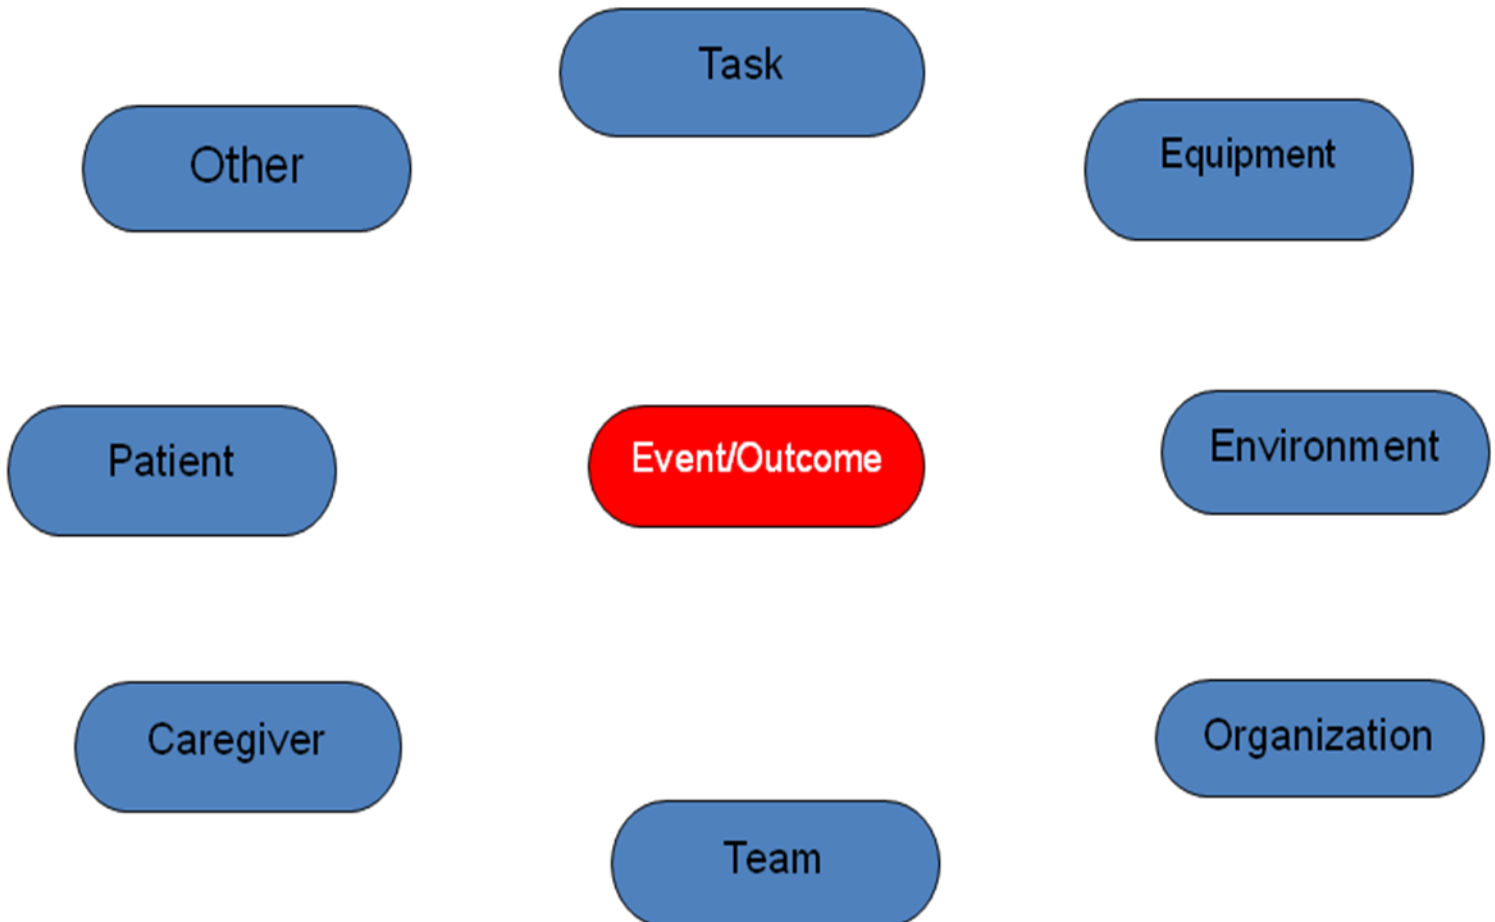 Task
Other
Equipment
Patient
Event/Outcome
Environment
Caregiver
Organization
Team